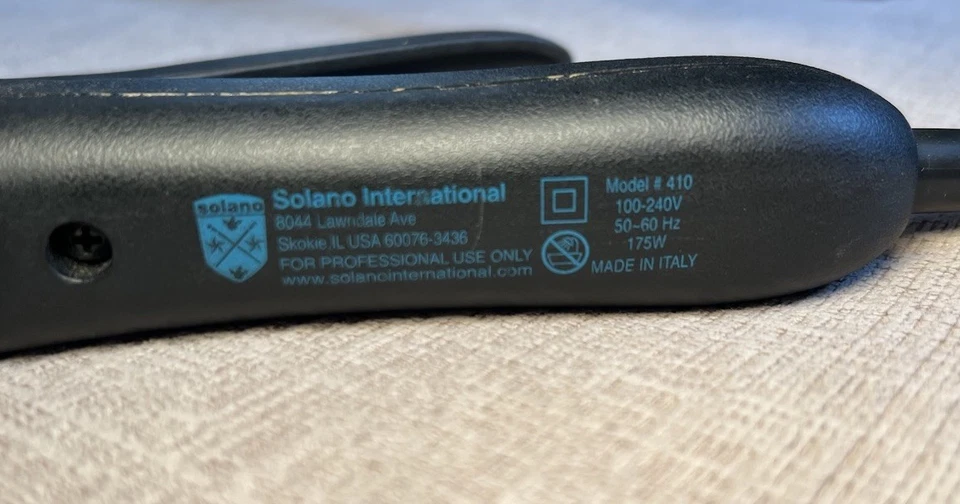 solano
Solano International
8044 Lawndale Ave
Skokie, IL USA 60076-3436
FOR PROFESSIONAL USE ONLY
www.solanointernational.com
Model # 410
100-240V
50-60 Hz
175W
MADE IN ITALY